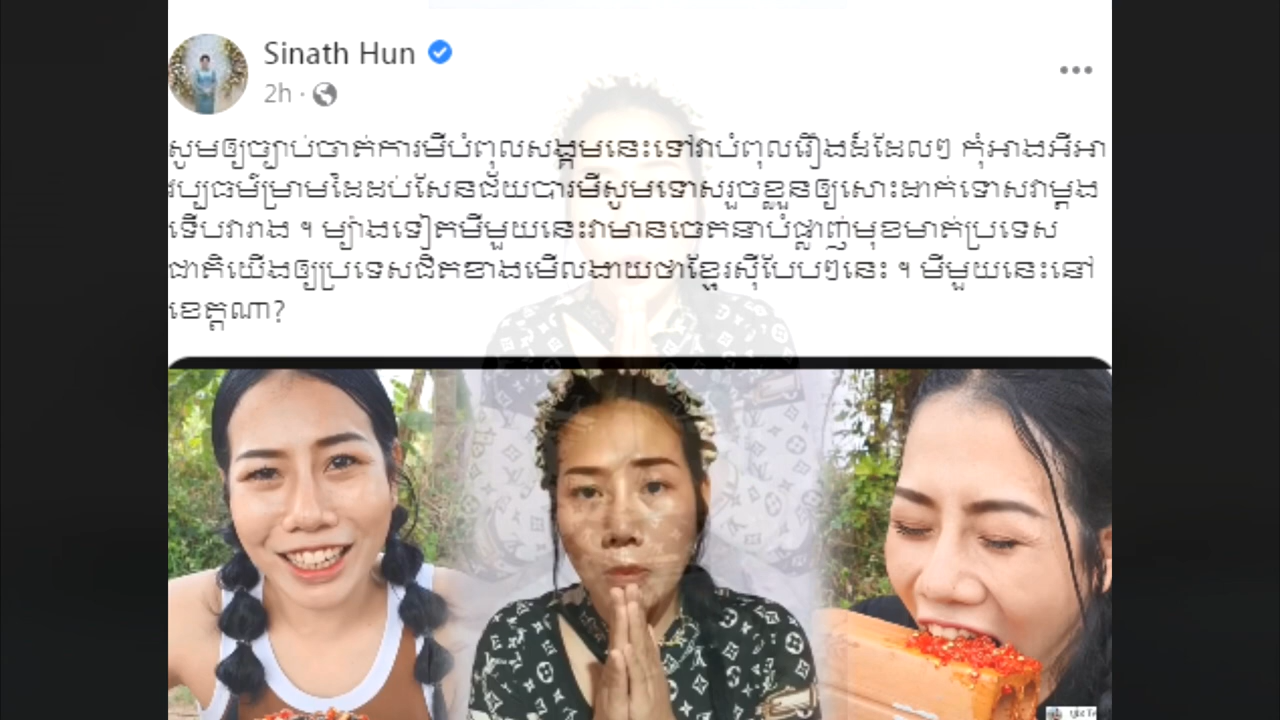 Sinath Hun
2h ·
សូមឲ្យច្បាប់ចាត់ការមីបំពុលសង្គមនេះទៅវាបំពុលរឿងដ៏ដែលៗ កុំអាងអីអា
វប្បធម៌ម្រាមដៃដប់សែនជ័យបារមីសូមទោសរួចខ្លួនឲ្យសោះដាក់ទោសវាម្តង
ទើបវារាង ។ ម្យ៉ាងទៀតមីមួយនេះវាមានចេតនាបំផ្លាញ់មុខមាត់ប្រទេស
ជាតិយើងឲ្យប្រទេសជិតខាងមើលងាយថាខ្មែរស៊ីបែបៗនេះ ។ មីមួយនេះនៅ
ខេត្តណា?